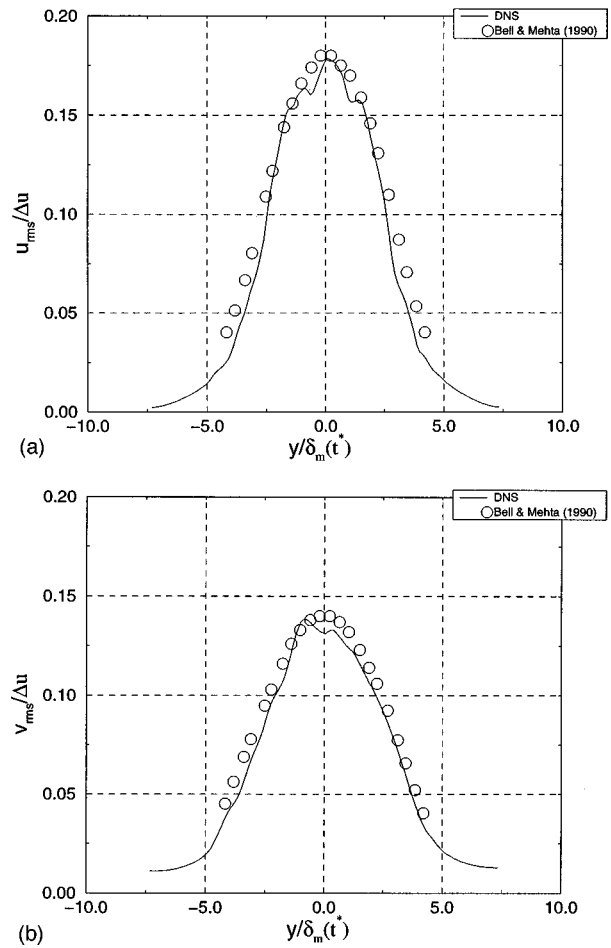 DNS
Bell & Mehta (1990)
0.20
0.15
0.10
0.05
0.00
u_rms/Δu
−10.0 −5.0 0.0 5.0 10.0
y/δ_m(t*)
(a)
DNS
Bell & Mehta (1990)
0.20
0.15
0.10
0.05
0.00
v_rms/Δu
−10.0 −5.0 0.0 5.0 10.0
y/δ_m(t*)
(b)